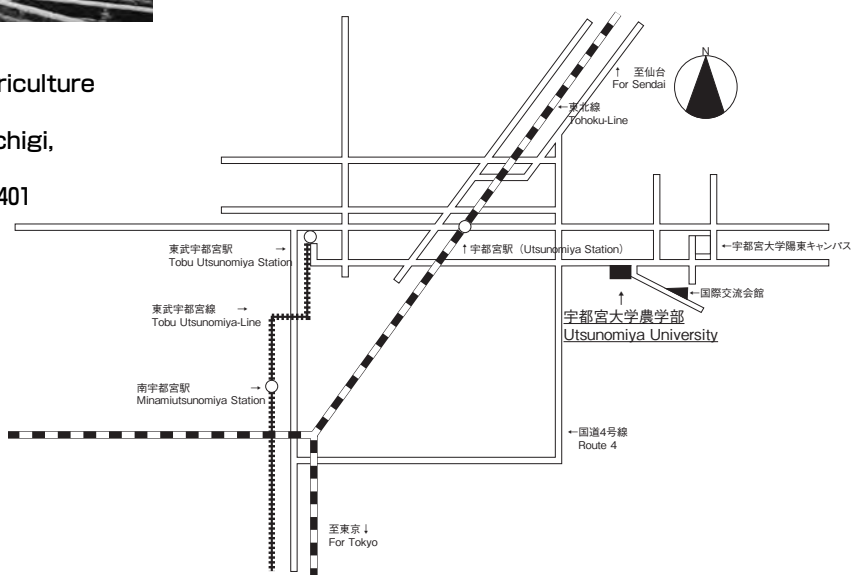 riculture
chigi,
401
N
↑ 至仙台
For Sendai
←東北線
Tohoku-Line
東武宇都宮駅 →
Tobu Utsunomiya Station
↑宇都宮駅（Utsunomiya Station）
←宇都宮大学陽東キャンパス
←国際交流会館
東武宇都宮線 →
Tobu Utsunomiya-Line
↑
宇都宮大学農学部
Utsunomiya University
南宇都宮駅 →
Minamiutsunomiya Station
←国道4号線
Route 4
至東京↓
For Tokyo